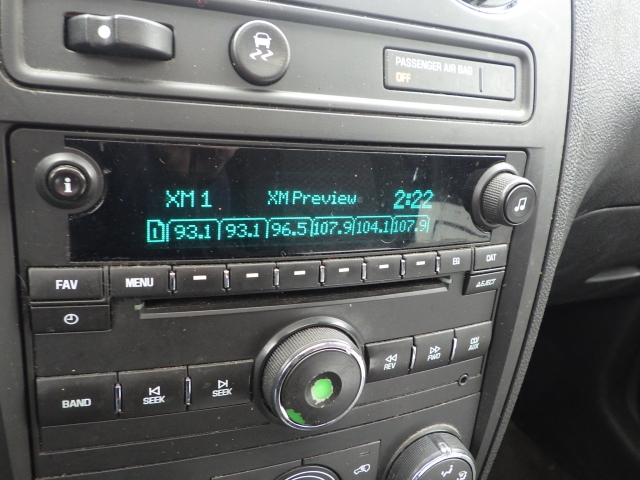 PASSENGER AIR BAG
OFF
XM 1 XM Preview 2:22
1 93.1 93.1 96.5 107.9 104.1 107.9
i
FAV MENU EQ CAT
EJECT
BAND SEEK SEEK REV FWD CD/AUX